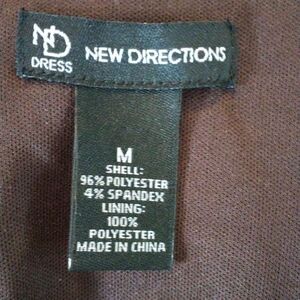 ND
DRESS
NEW DIRECTIONS
M
SHELL:
96% POLYESTER
4% SPANDEX
LINING:
100%
POLYESTER
MADE IN CHINA